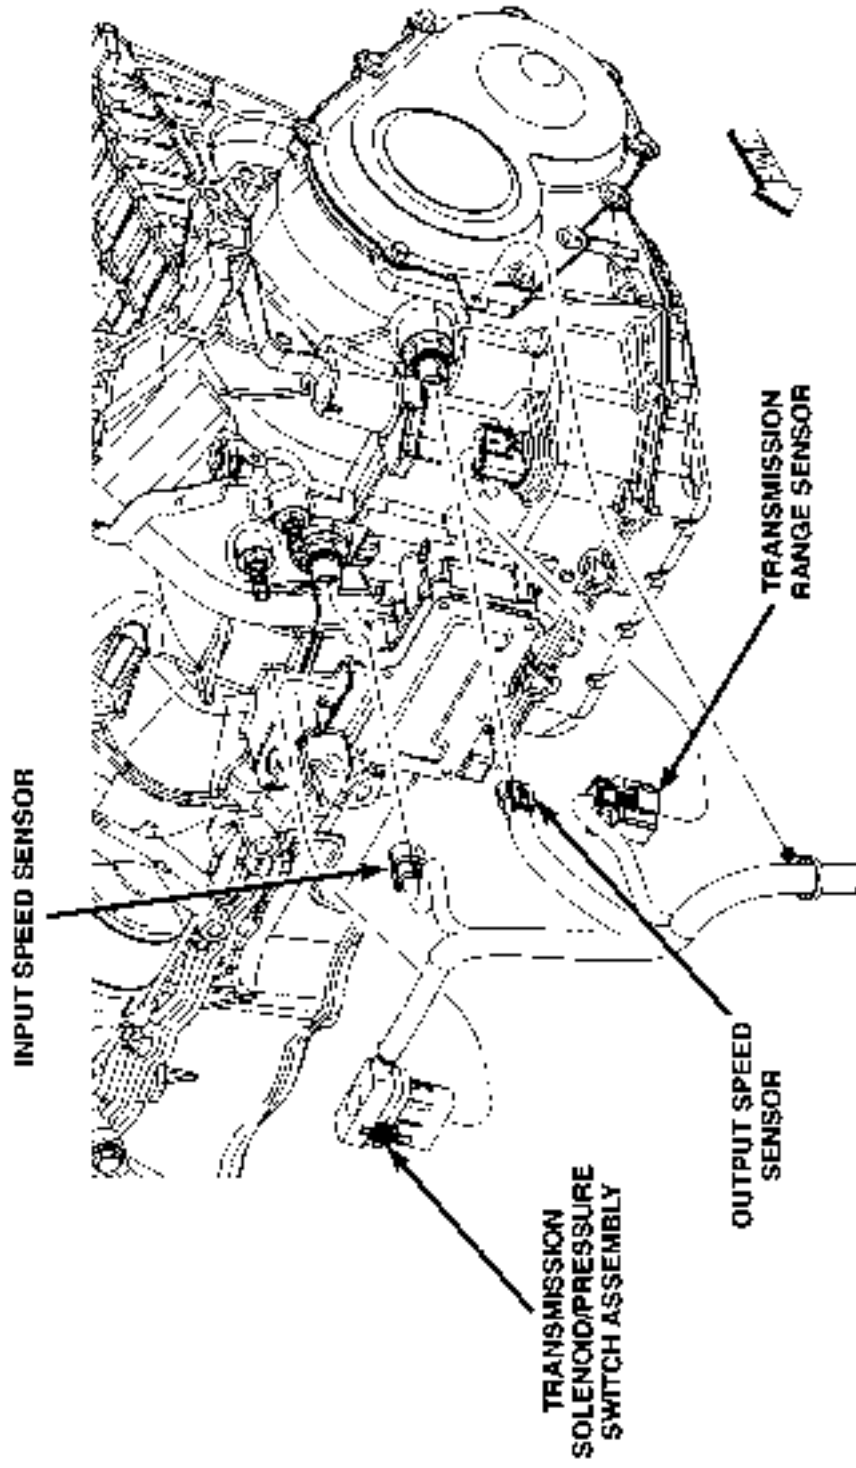 INPUT SPEED SENSOR
TRANSMISSION
SOLENOID/PRESSURE
SWITCH ASSEMBLY
OUTPUT SPEED
SENSOR
TRANSMISSION
RANGE SENSOR